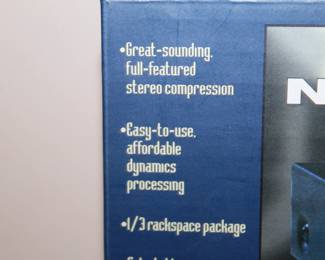 •Great-sounding,
full-featured
stereo compression
•Easy-to-use,
affordable
dynamics
processing
•1/3 rackspace package
N